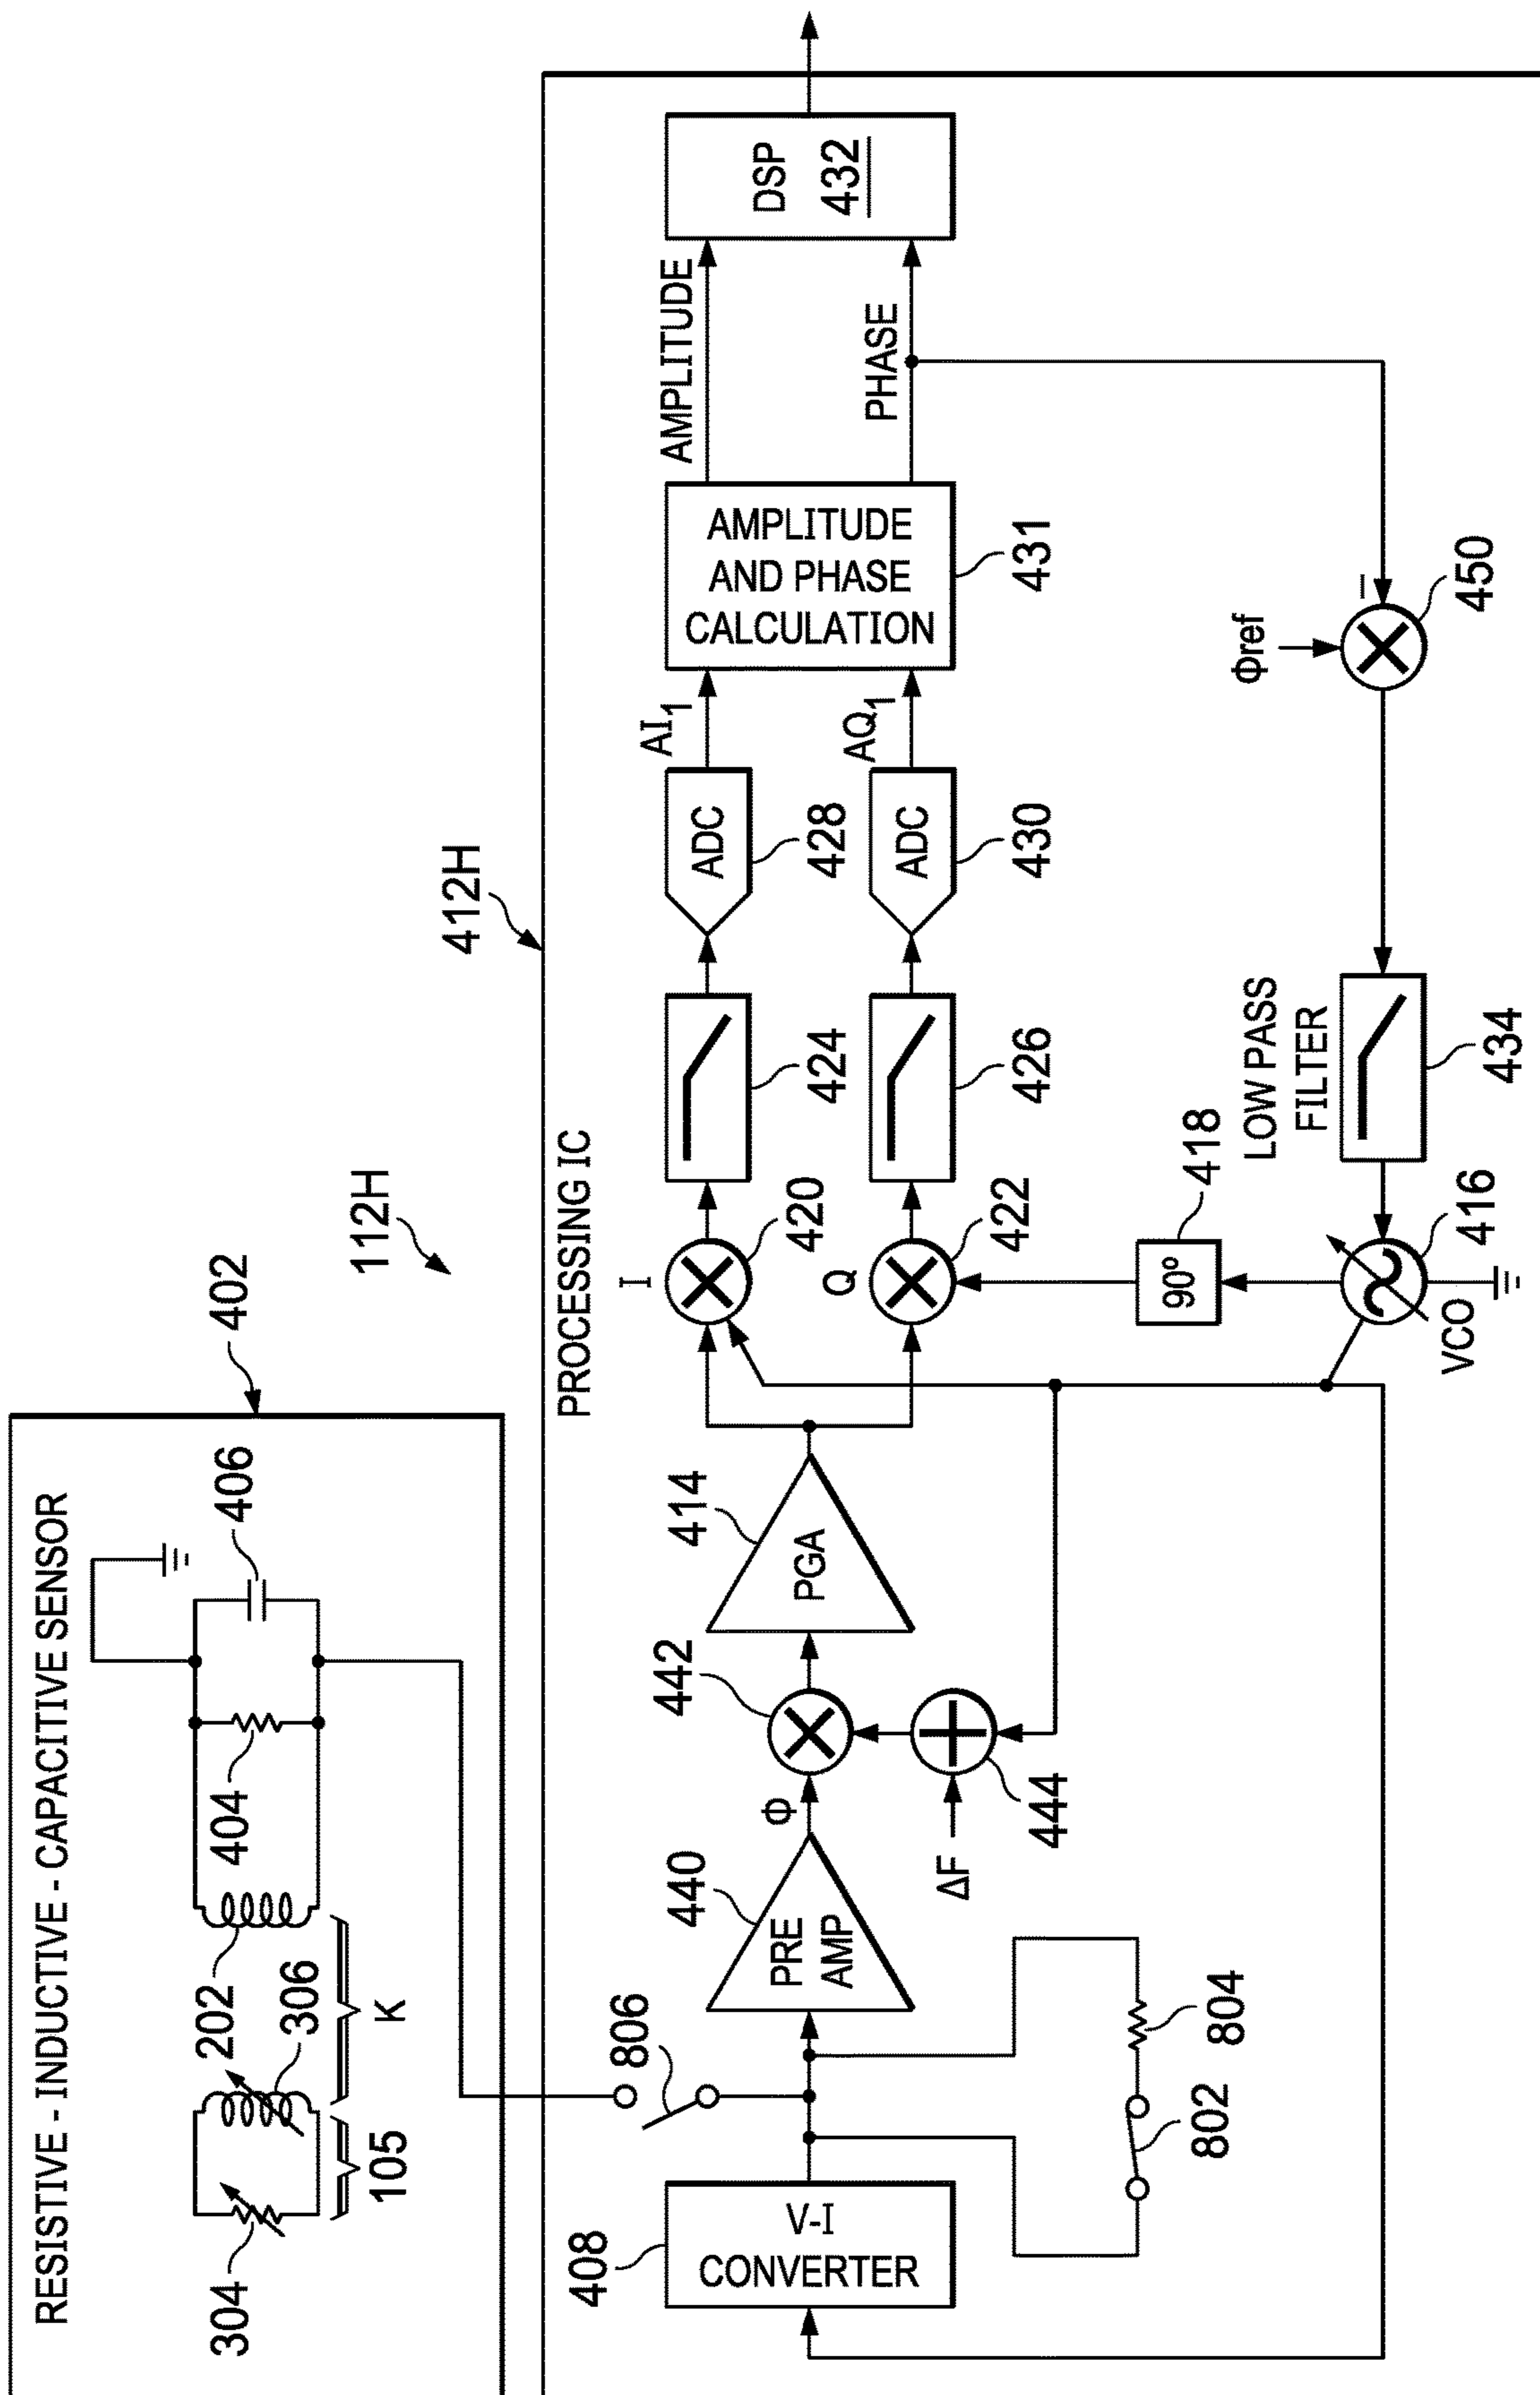 RESISTIVE - INDUCTIVE - CAPACITIVE SENSOR
402
304
105
306
202
K
404
406
112H
412H
PROCESSING IC
408
V-I
CONVERTER
806
802
804
440
PRE
AMP
Φ
442
ΔF
444
414
PGA
I
420
Q
422
90º
418
VCO
416
424
426
LOW PASS
FILTER
434
ADC
428
ADC
430
AI1
AQ1
AMPLITUDE
AND PHASE
CALCULATION
431
Φref
–
450
AMPLITUDE
PHASE
DSP
432